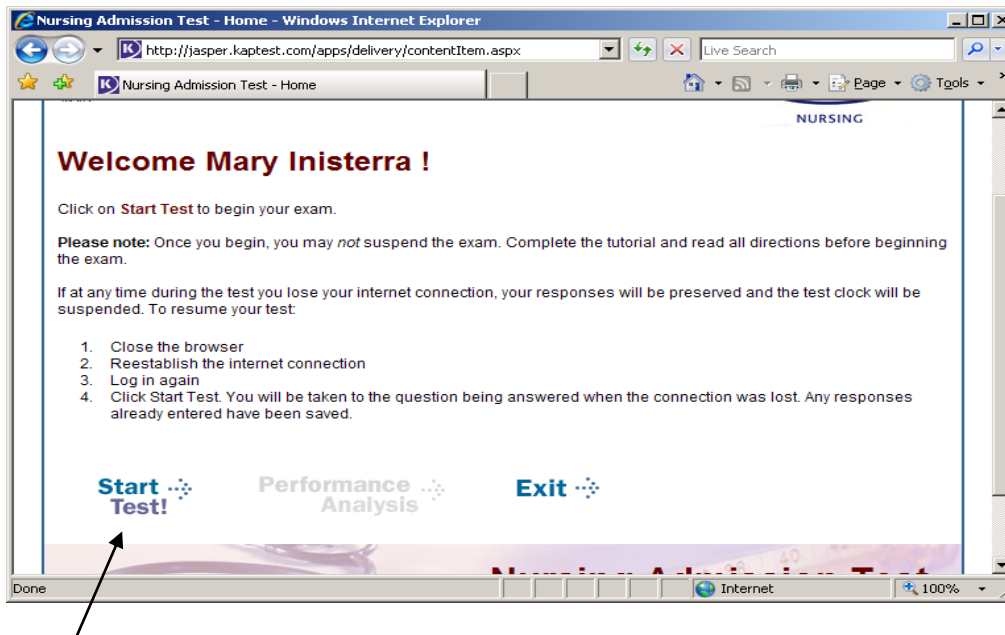 Nursing Admission Test - Home - Windows Internet Explorer
http://jasper.kaptest.com/apps/delivery/contentItem.aspx Live Search
Nursing Admission Test - Home Page Tools
NURSING
Welcome Mary Inisterra !
Click on Start Test to begin your exam.
Please note: Once you begin, you may not suspend the exam. Complete the tutorial and read all directions before beginning
the exam.
If at any time during the test you lose your internet connection, your responses will be preserved and the test clock will be
suspended. To resume your test:
1. Close the browser
2. Reestablish the internet connection
3. Log in again
4. Click Start Test. You will be taken to the question being answered when the connection was lost. Any responses
already entered have been saved.
Start Performance Exit
Test! Analysis
Nursing Admission Test
Done Internet 100%